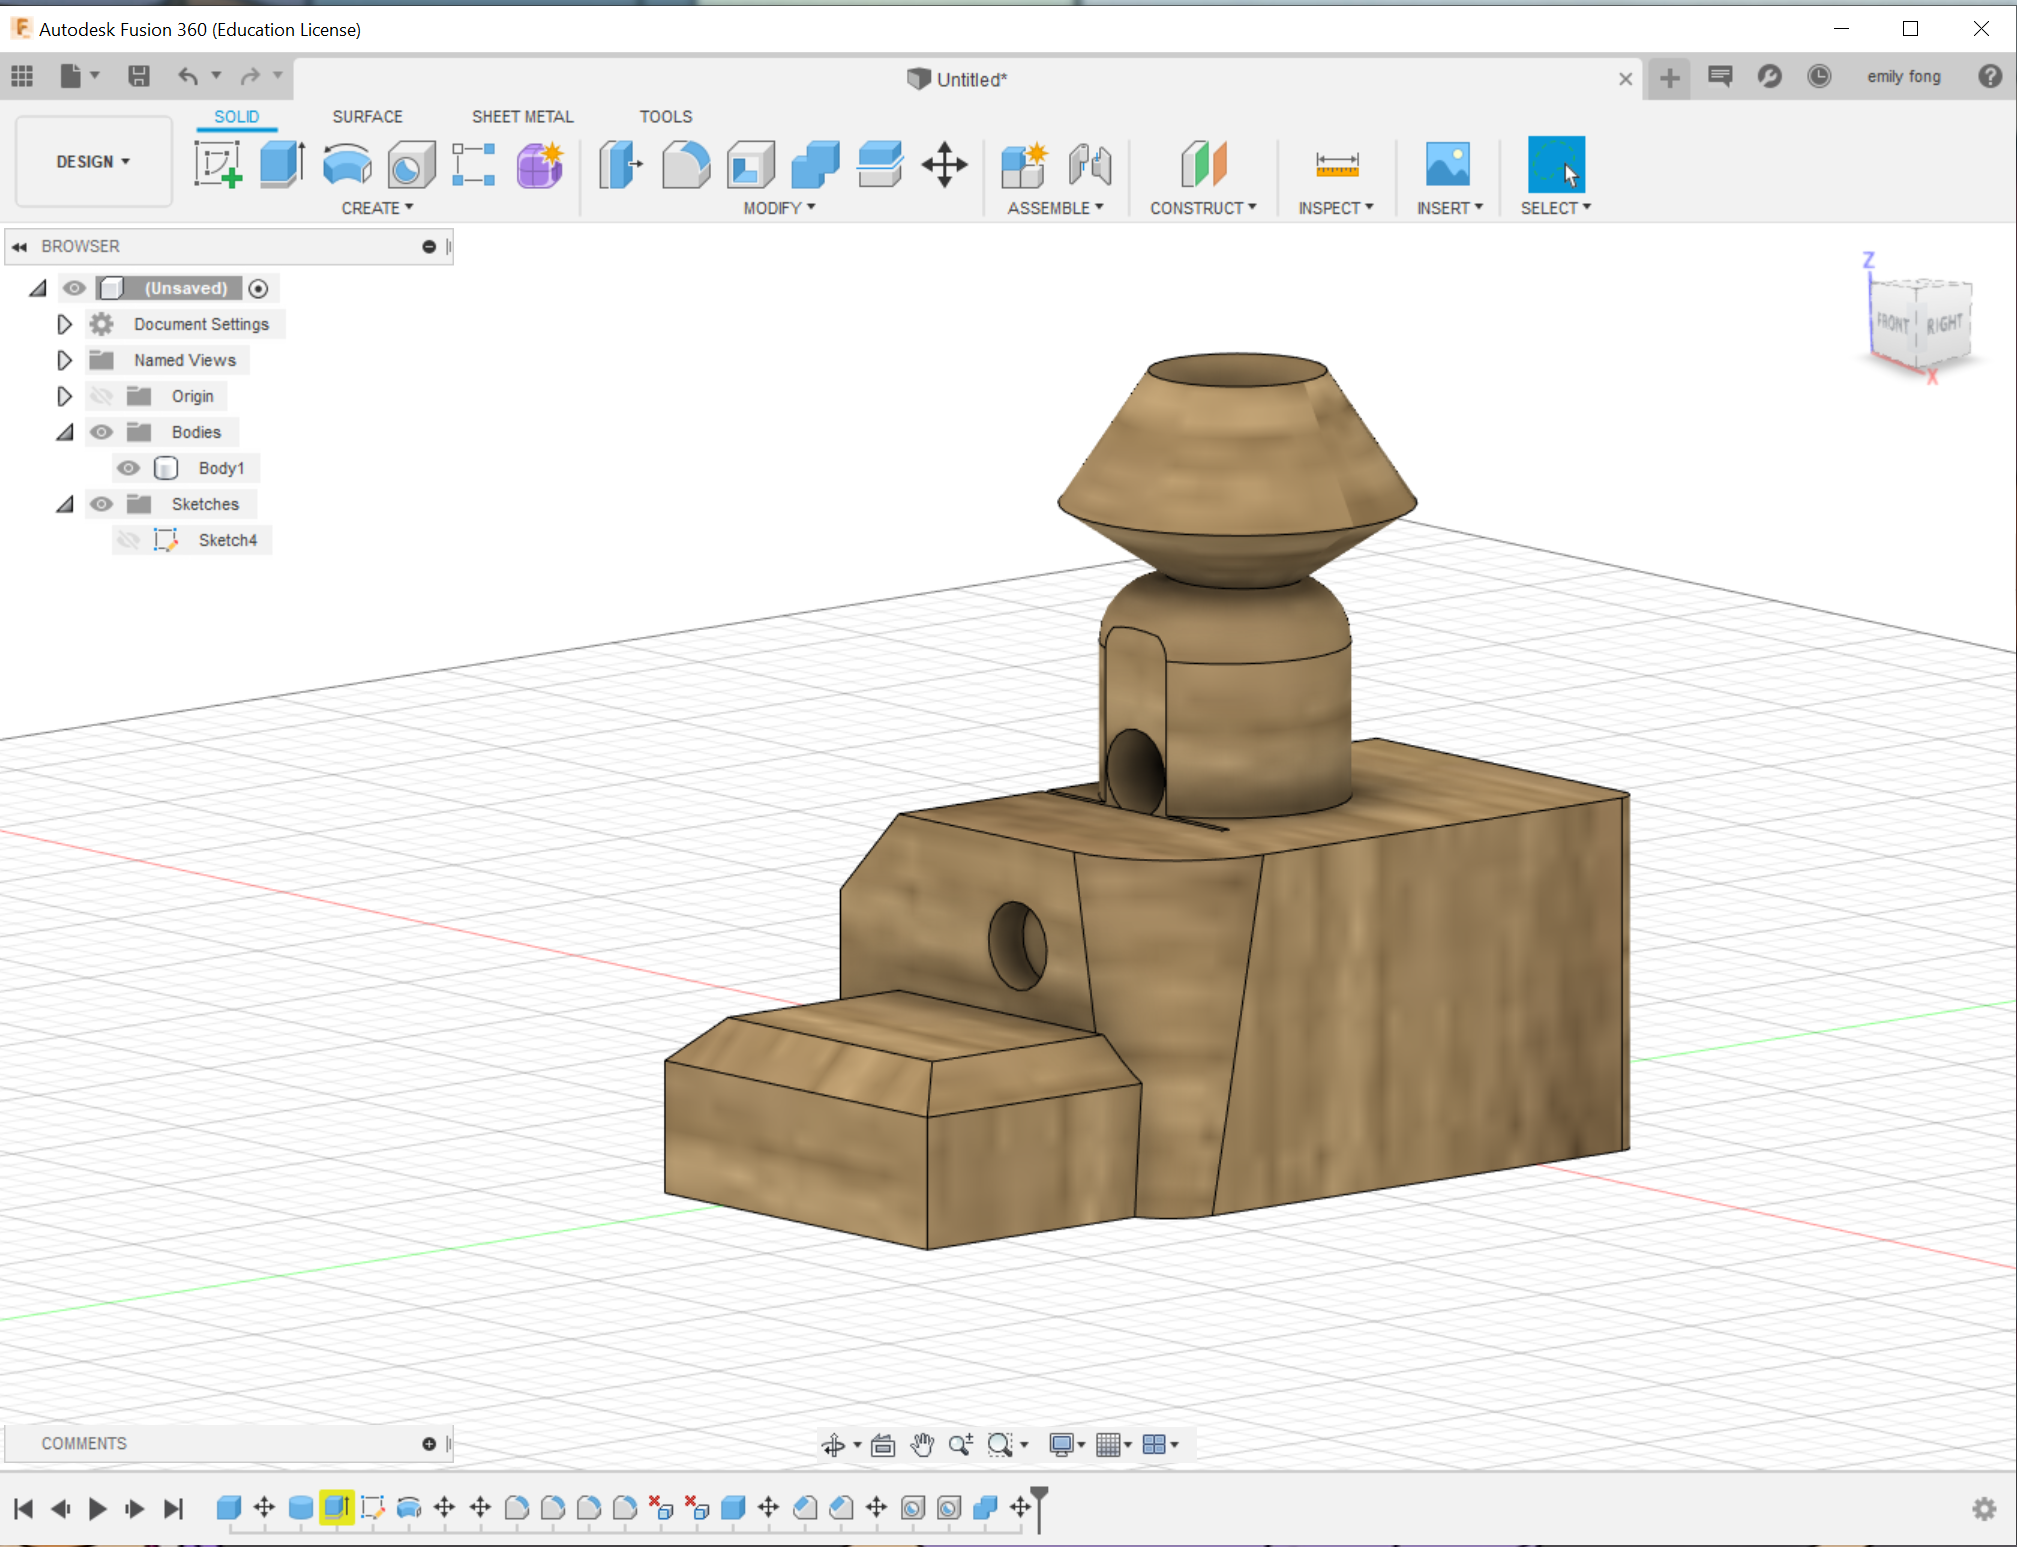 Autodesk Fusion 360 (Education License)
Untitled*
emily fong
SOLID SURFACE SHEET METAL TOOLS
DESIGN
CREATE MODIFY ASSEMBLE CONSTRUCT INSPECT INSERT SELECT
BROWSER
(Unsaved)
Document Settings
Named Views
Origin
Bodies
Body1
Sketches
Sketch4
Z
FRONT RIGHT
X
COMMENTS